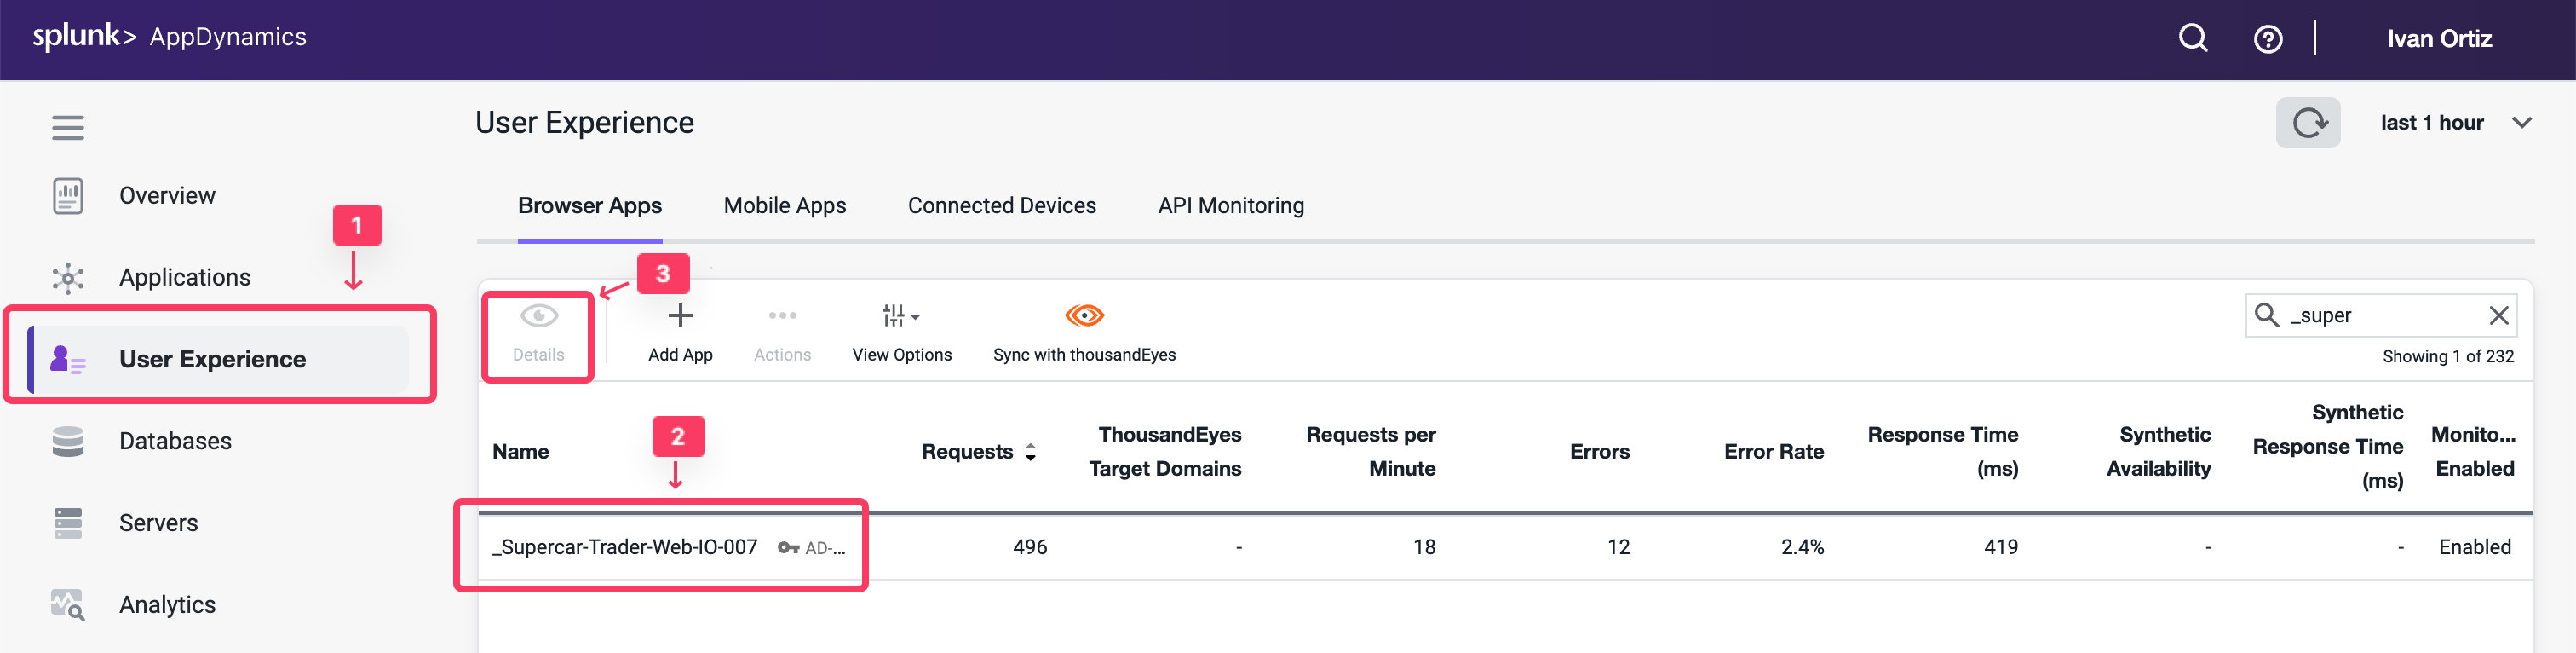 splunk> AppDynamics
Ivan Ortiz
User Experience
last 1 hour
Overview
1
Browser Apps
Mobile Apps
Connected Devices
API Monitoring
Applications
3
User Experience
Details
Add App
Actions
View Options
Sync with thousandEyes
_super
Showing 1 of 232
Databases
2
Name
Requests
ThousandEyes
Target Domains
Requests per
Minute
Errors
Error Rate
Response Time
(ms)
Synthetic
Availability
Synthetic
Response Time
(ms)
Monito...
Enabled
Servers
_Supercar-Trader-Web-IO-007 AD-... 496 - 18 12 2.4% 419 - - Enabled
Analytics